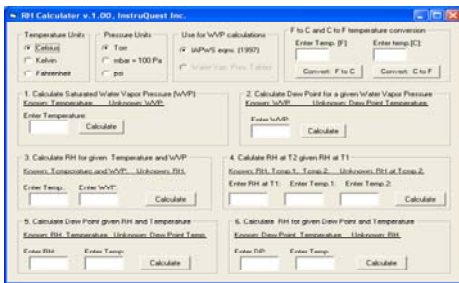 RH Calculator v.1.00, InstruQuest Inc.
Temperature Units
Celsius
Kelvin
Fahrenheit
Pressure Units
Torr
mbar = 100 Pa
psi
Use for WVP calculations
IAPWS eqns. (1997)
Water Vap. Pres. Tables
F to C and C to F temperature conversion
Enter Temp. [F]:
Enter temp.[C]:
Convert: F to C
Convert: C to F
1. Calculate Saturated Water Vapor Pressure (WVP)
Known: Temperature Unknown: WVP
Enter Temperature:
Calculate
2. Calculate Dew Point for a given Water Vapor Pressure
Known: WVP Unknown: Dew Point Temperature
Enter WVP:
Calculate
3. Calculate RH for given Temperature and WVP
Known: Temperature and WVP. Unknown: RH.
Enter Temp.:
Enter WVP:
Calculate
4. Calulate RH at T2 given RH at T1
Known: RH, Temp.1, Temp.2. Unknown: RH at Temp.2.
Enter RH at T1:
Enter Temp.1:
Enter Temp.2:
Calculate
5. Calculate Dew Point given RH and Temperature
Known: RH, Temperature Unknown: Dew Point Temp.
Enter RH:
Enter Temp:
Calculate
6. Calculate RH for given Dew Point and Temperature
Known: Dew Point, Temperature Unknown: RH.
Enter DP:
Enter Temp:
Calculate